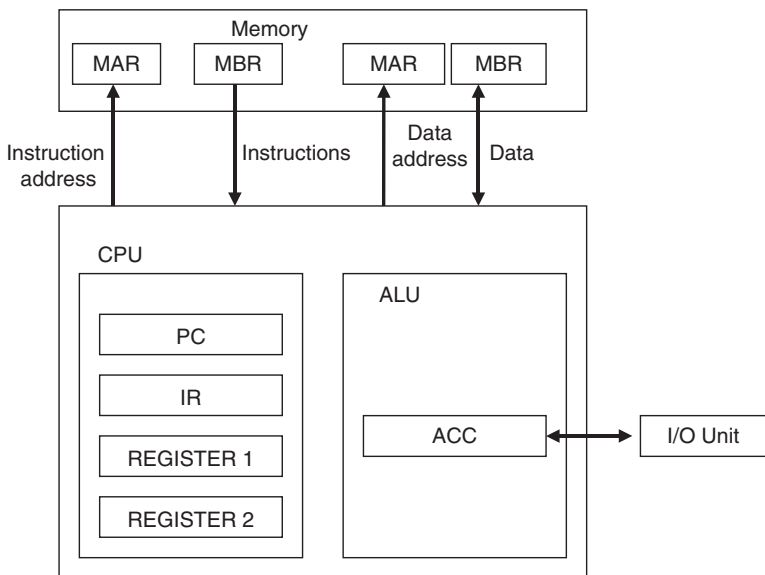 Memory
MAR
MBR
MAR
MBR
Instruction
address
Instructions
Data
address
Data
CPU
ALU
PC
IR
REGISTER 1
REGISTER 2
ACC
I/O Unit